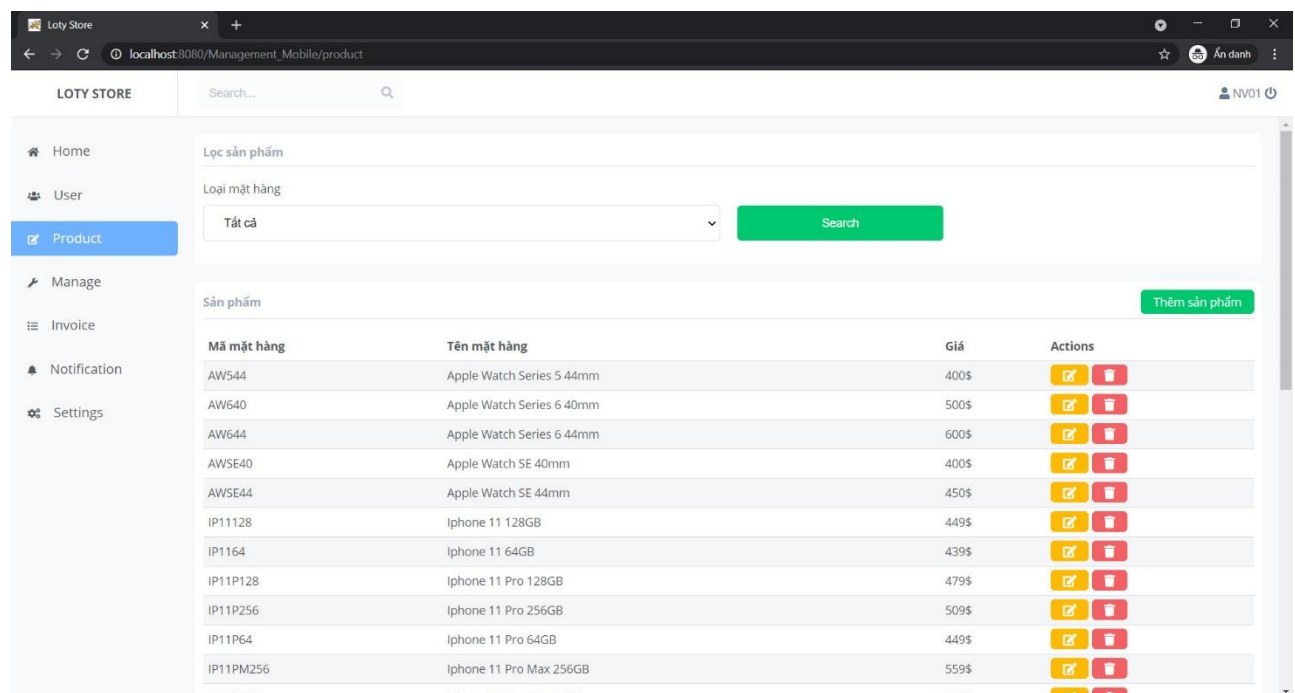 Loty Store
localhost:8080/Management_Mobile/product
Ẩn danh
LOTY STORE
Search...
NV01
Home
User
Product
Manage
Invoice
Notification
Settings
Lọc sản phẩm
Loại mặt hàng
Tất cả
Search
Sản phẩm
Thêm sản phẩm
Mã mặt hàng Tên mặt hàng Giá Actions
AW544 Apple Watch Series 5 44mm 400$
AW640 Apple Watch Series 6 40mm 500$
AW644 Apple Watch Series 6 44mm 600$
AWSE40 Apple Watch SE 40mm 400$
AWSE44 Apple Watch SE 44mm 450$
IP11128 Iphone 11 128GB 449$
IP1164 Iphone 11 64GB 439$
IP11P128 Iphone 11 Pro 128GB 479$
IP11P256 Iphone 11 Pro 256GB 509$
IP11P64 Iphone 11 Pro 64GB 449$
IP11PM256 Iphone 11 Pro Max 256GB 559$